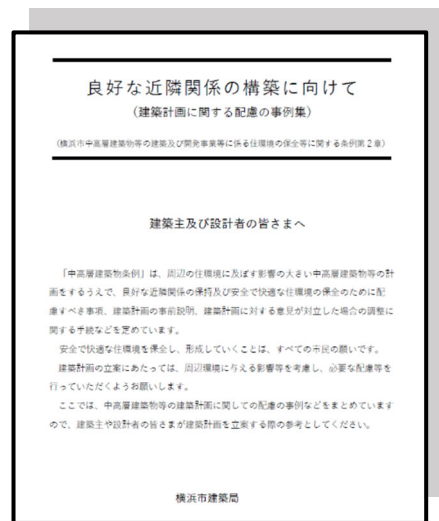 良好な近隣関係の構築に向けて
(建築計画に関する配慮の事例集)
(横浜市中高層建築物等の建築及び開発事業等に係る住環境の保全等に関する条例第2章)
建築主及び設計者の皆さまへ
「中高層建築物条例」は、周辺の住環境に及ぼす影響の大きい中高層建築物等の計
画をするうえで、良好な近隣関係の保持及び安全で快適な住環境の保全のために配
慮すべき事項、建築計画の事前説明、建築計画に対する意見が対立した場合の調整に
関する手続などを定めています。
安全で快適な住環境を保全し、形成していくことは、すべての市民の願いです。
建築計画の立案にあたっては、周辺環境に与える影響等を考慮し、必要な配慮等を
行っていただくようお願いします。
ここでは、中高層建築物等の建築計画に関しての配慮の事例などをまとめています
ので、建築主や設計者の皆さまが建築計画を立案する際の参考としてください。
横浜市建築局